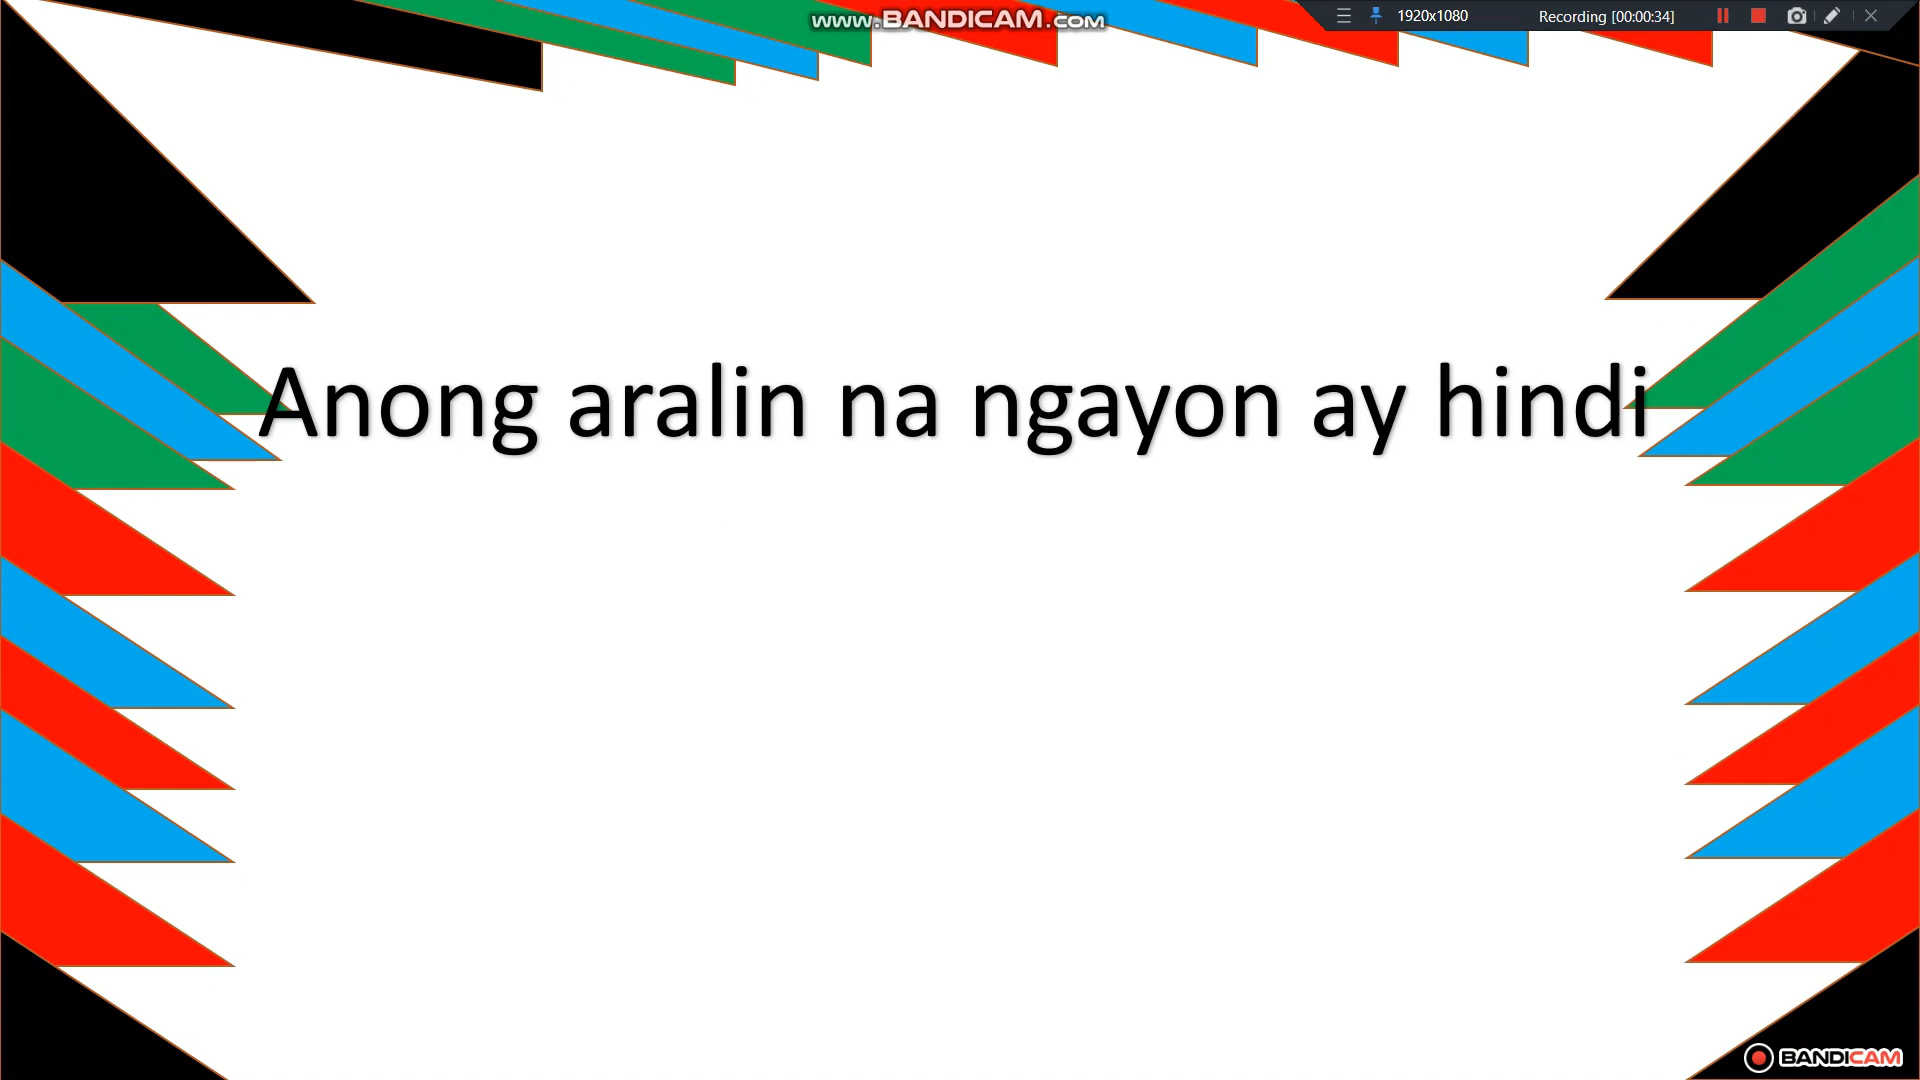 www.BANDICAM.com
1920x1080 Recording [00:00:34]
Anong aralin na ngayon ay hindi
BANDICAM